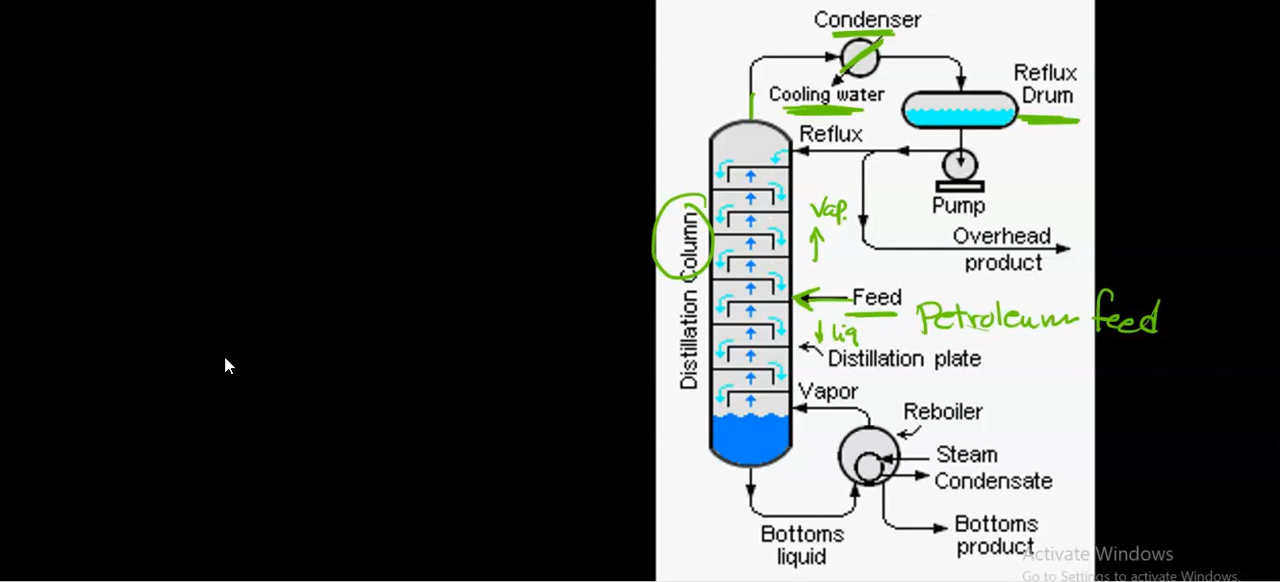 Condenser
Cooling water
Reflux
Drum
Reflux
Pump
Vap.
Overhead
product
Distillation Column
Feed
Petroleum feed
liq
Distillation plate
Vapor
Reboiler
Steam
Condensate
Bottoms
liquid
Bottoms
product
Activate Windows
Go to Settings to activate Windows.